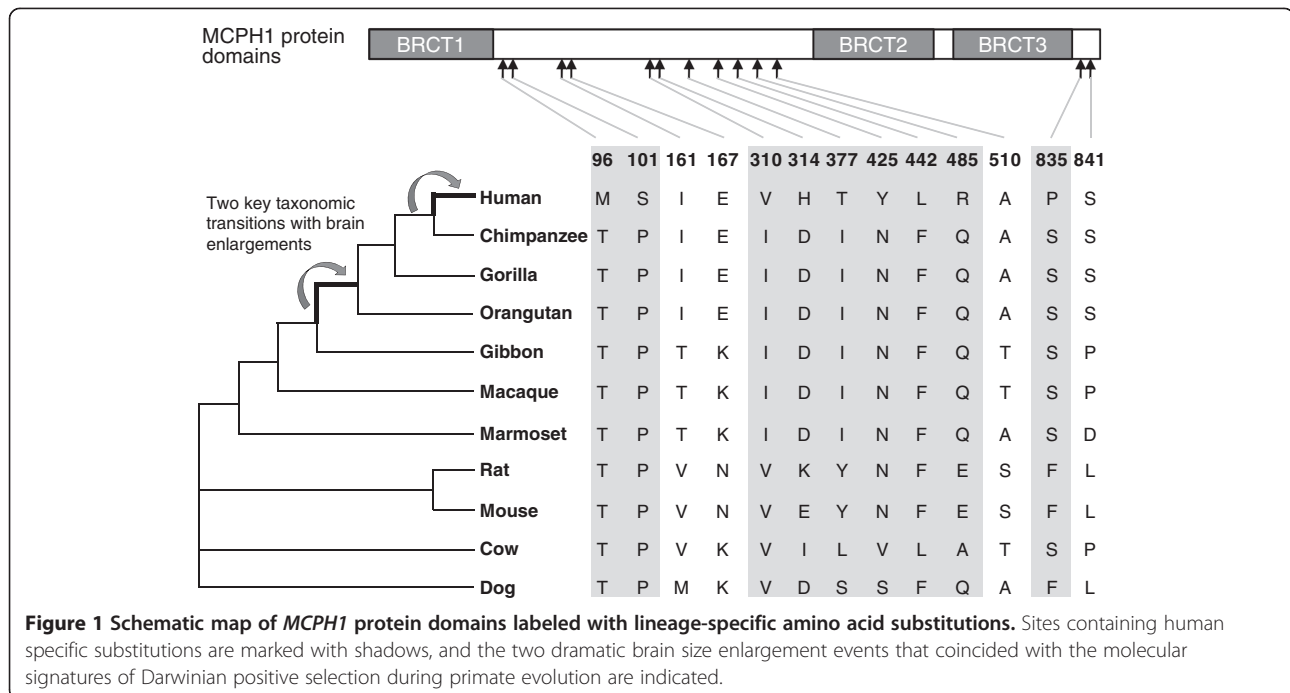 MCPH1 protein
domains
BRCT1 BRCT2 BRCT3
96 101 161 167 310 314 377 425 442 485 510 835 841
Two key taxonomic
transitions with brain
enlargements
Human M S I E V H T Y L R A P S
Chimpanzee T P I E I D I N F Q A S S
Gorilla T P I E I D I N F Q A S S
Orangutan T P I E I D I N F Q A S S
Gibbon T P T K I D I N F Q T S P
Macaque T P T K I D I N F Q T S P
Marmoset T P T K I D I N F Q A S D
Rat T P V N V K Y N F E S F L
Mouse T P V N V E Y N F E S F L
Cow T P V K V I L V L A T S P
Dog T P M K V D S S F Q A F L
Figure 1 Schematic map of MCPH1 protein domains labeled with lineage-specific amino acid substitutions. Sites containing human
specific substitutions are marked with shadows, and the two dramatic brain size enlargement events that coincided with the molecular
signatures of Darwinian positive selection during primate evolution are indicated.